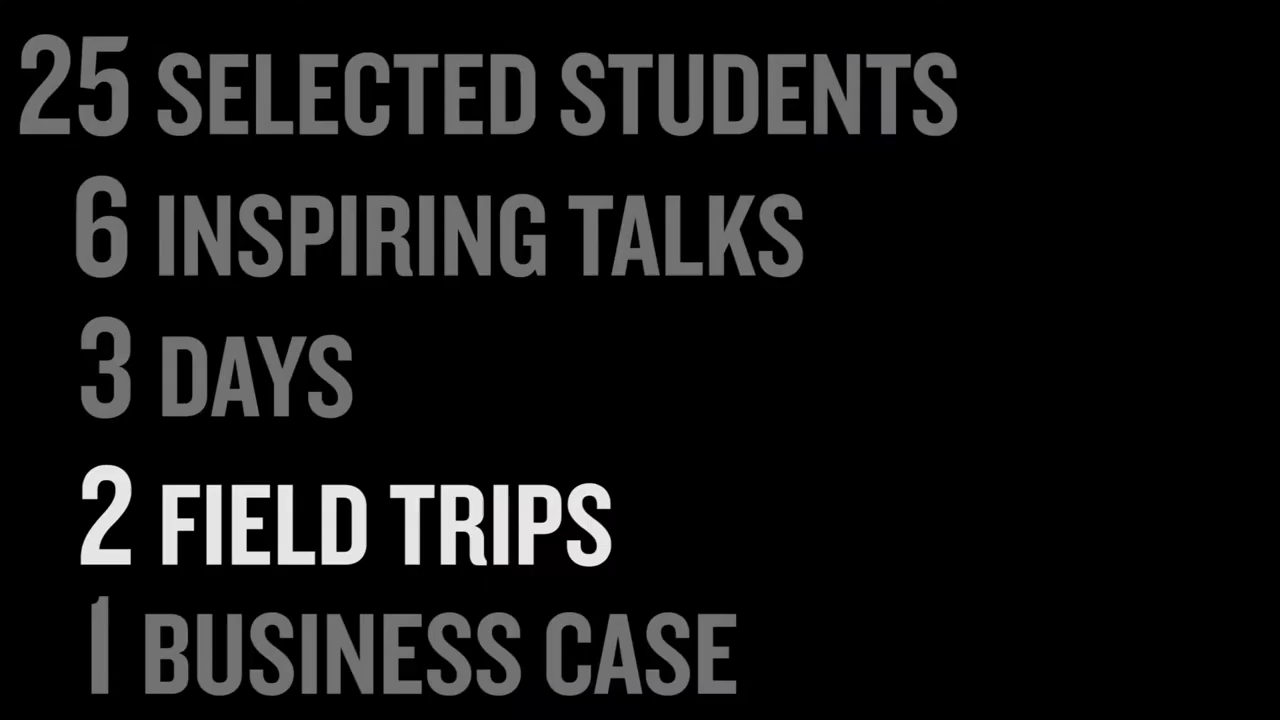 25 SELECTED STUDENTS
6 INSPIRING TALKS
3 DAYS
2 FIELD TRIPS
1 BUSINESS CASE